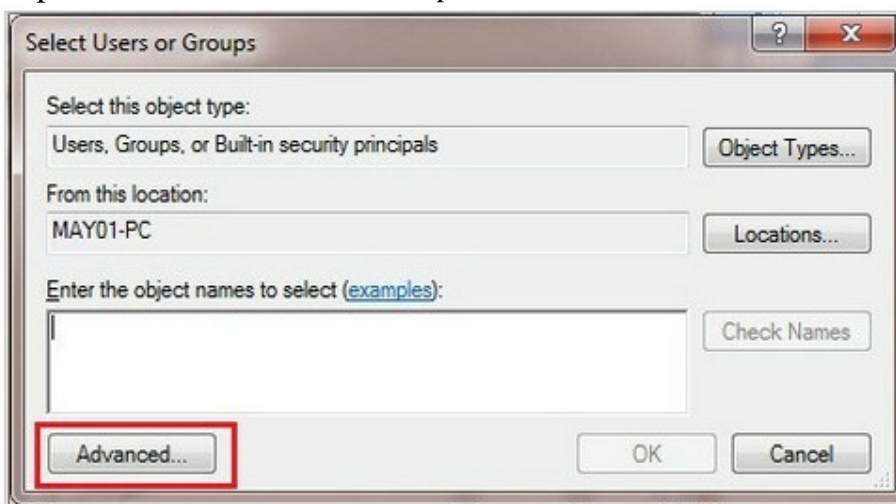 Select Users or Groups
Select this object type:
Users, Groups, or Built-in security principals
Object Types...
From this location:
MAY01-PC
Locations...
Enter the object names to select (examples):
Check Names
Advanced...
OK
Cancel